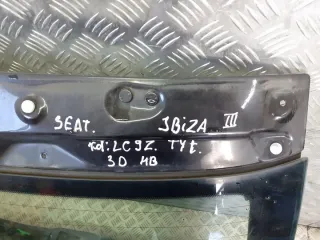 SEAT. IBIZA III
Kol: LC9Z TYŁ.
3D HB